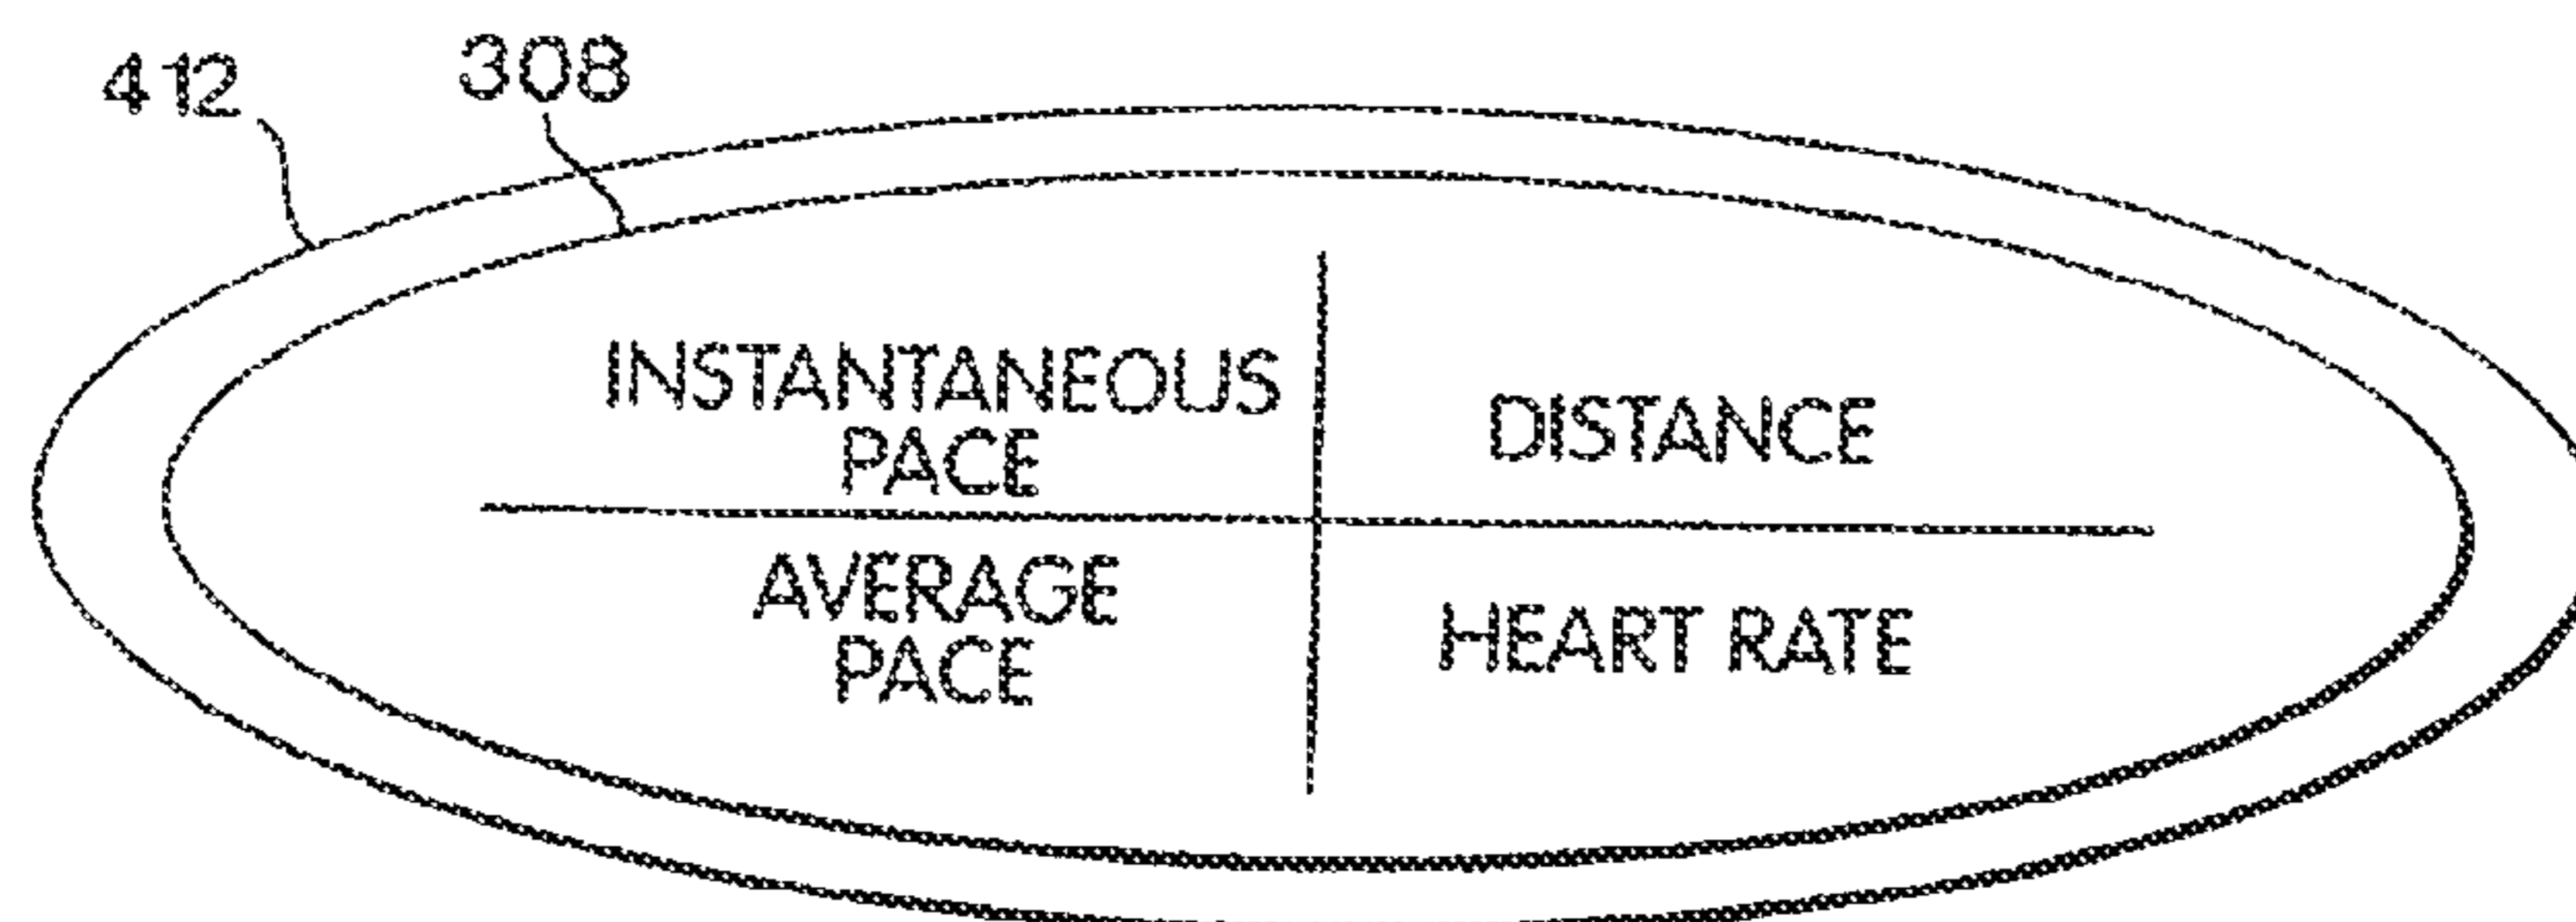 412
308
INSTANTANEOUS
PACE
DISTANCE
AVERAGE
PACE
HEART RATE